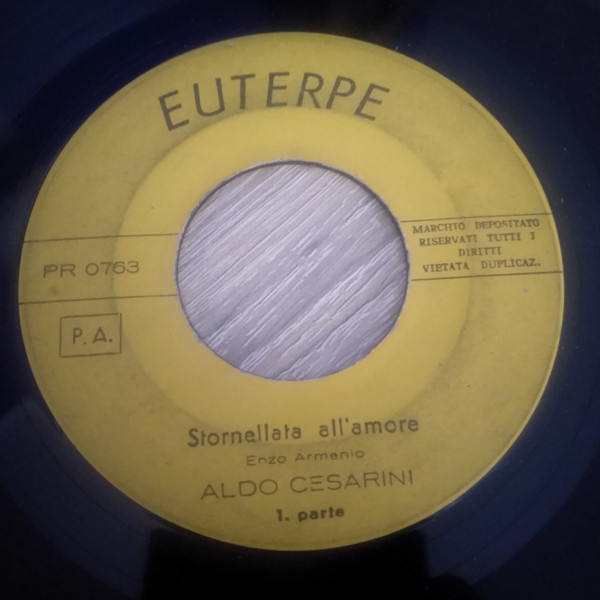 EUTERPE
PR 0763
MARCHIO DEPOSITATO
RISERVATI TUTTI I
DIRITTI
VIETATA DUPLICAZ..
P. A.
Stornellata all'amore
Enzo Armenio
ALDO CESARINI
1. parte